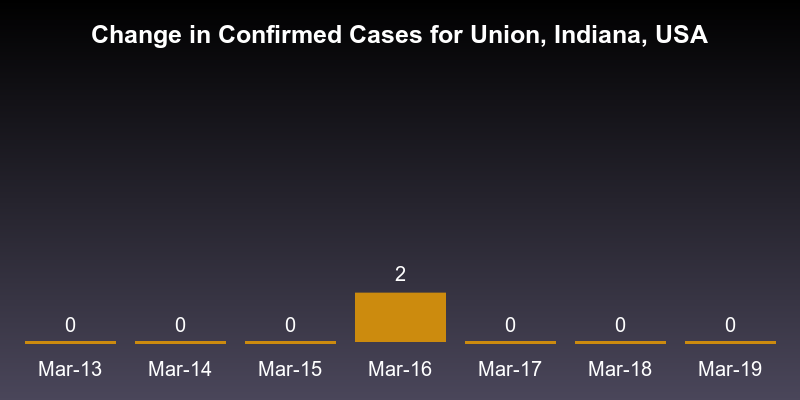 Change in Confirmed Cases for Union, Indiana, USA
2
0 0 0 0 0 0
Mar-13 Mar-14 Mar-15 Mar-16 Mar-17 Mar-18 Mar-19